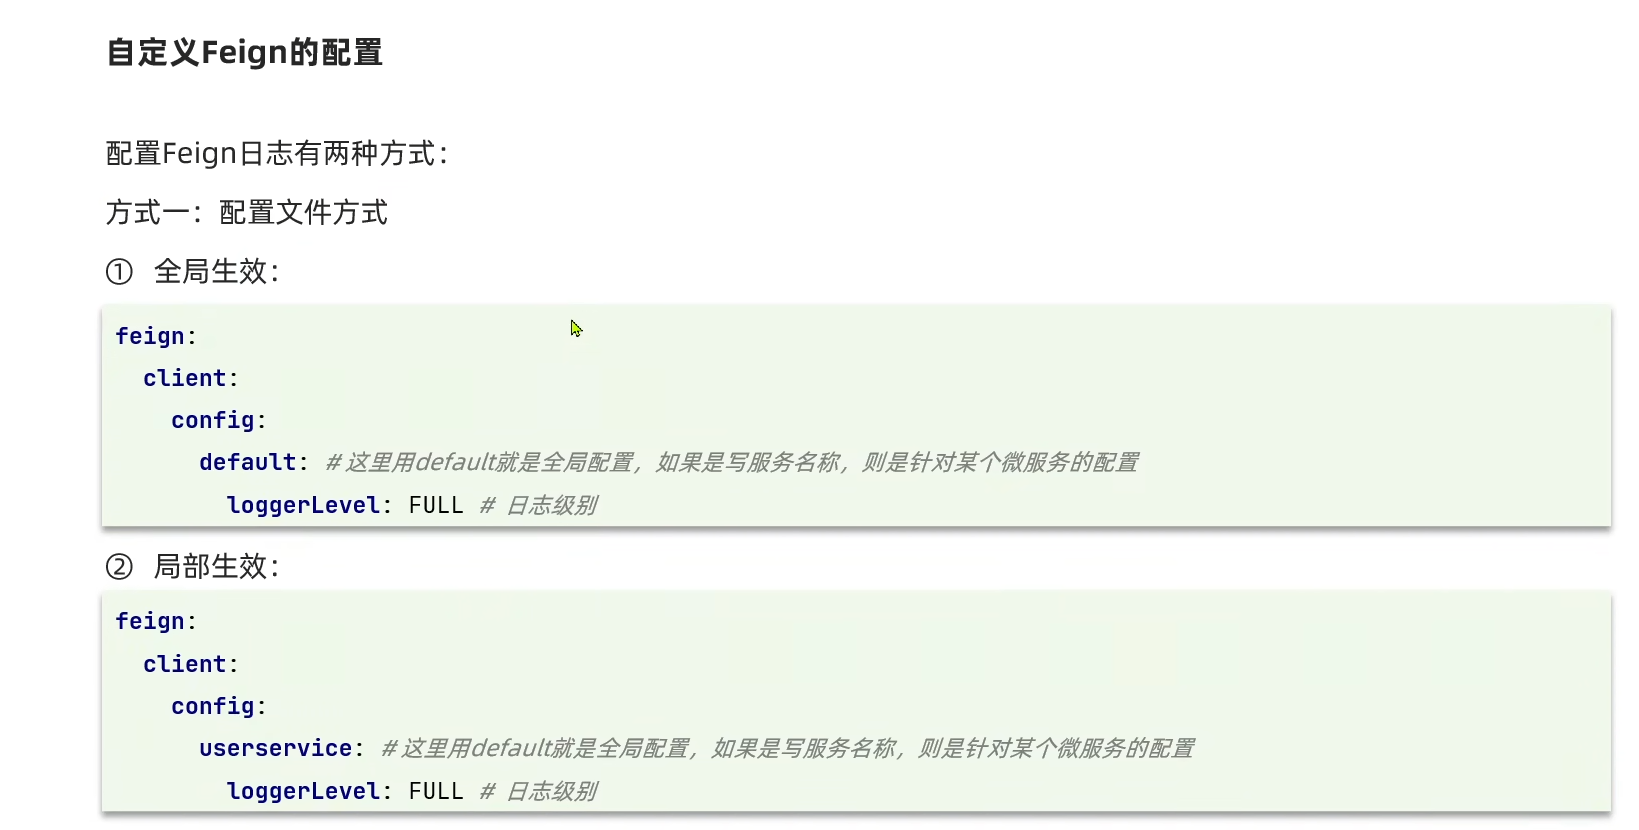 自定义Feign的配置
配置Feign日志有两种方式：
方式一：配置文件方式
① 全局生效：
feign:
  client:
    config:
      default: #这里用default就是全局配置，如果是写服务名称，则是针对某个微服务的配置
        loggerLevel: FULL # 日志级别
② 局部生效：
feign:
  client:
    config:
      userservice: #这里用default就是全局配置，如果是写服务名称，则是针对某个微服务的配置
        loggerLevel: FULL # 日志级别